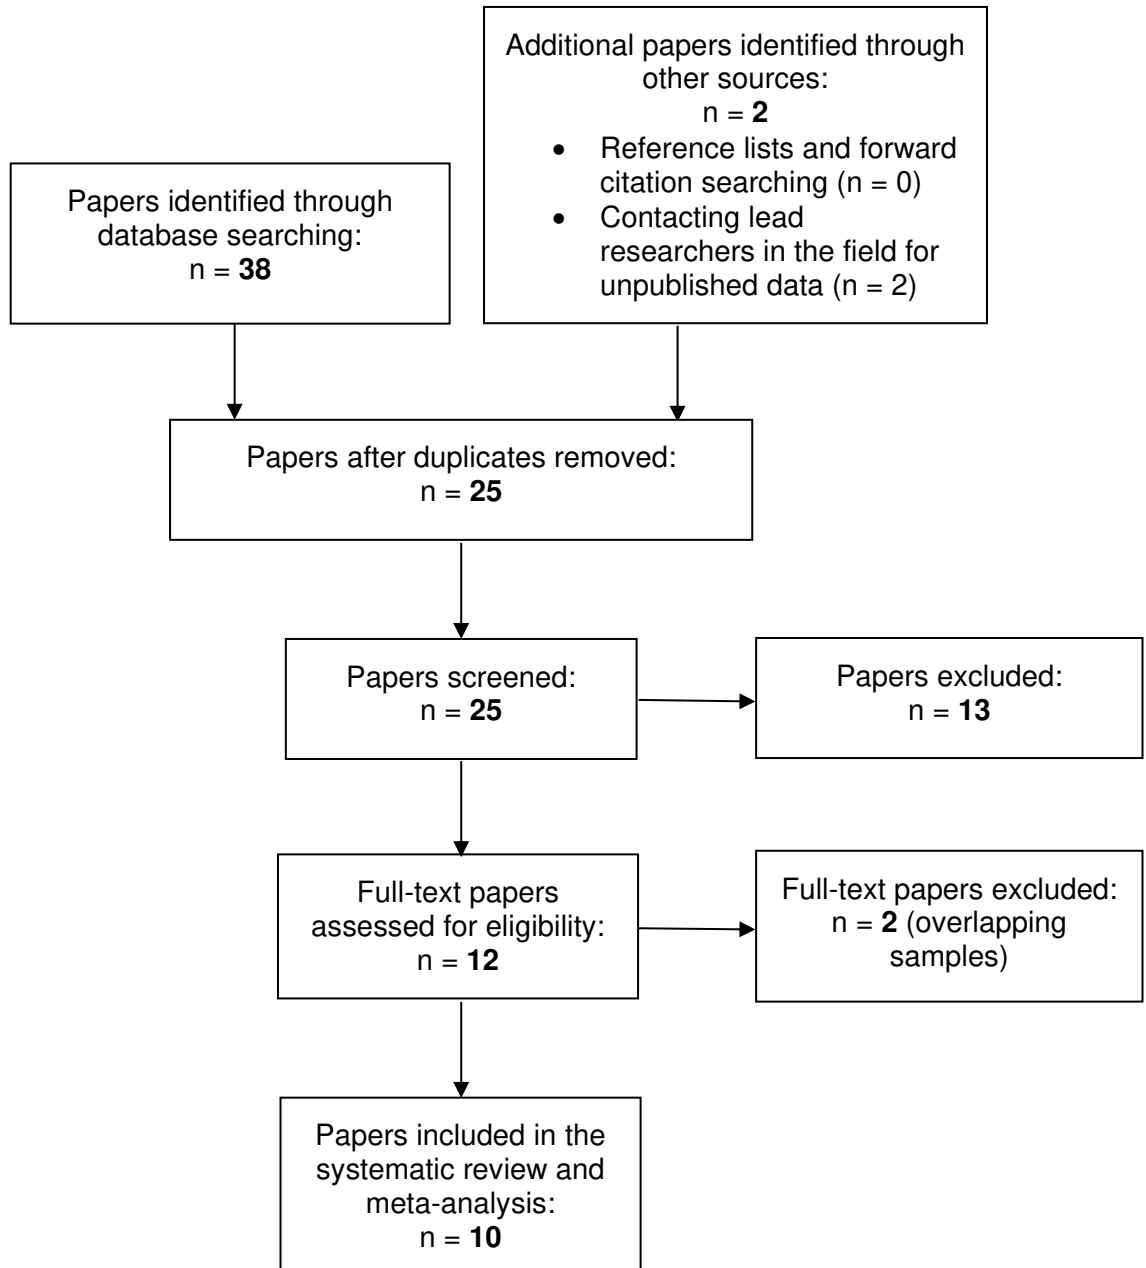 Additional papers identified through
other sources:
n = 2
• Reference lists and forward
citation searching (n = 0)
• Contacting lead
researchers in the field for
unpublished data (n = 2)
Papers identified through
database searching:
n = 38
Papers after duplicates removed:
n = 25
Papers screened:
n = 25
Papers excluded:
n = 13
Full-text papers
assessed for eligibility:
n = 12
Full-text papers excluded:
n = 2 (overlapping
samples)
Papers included in the
systematic review and
meta-analysis:
n = 10